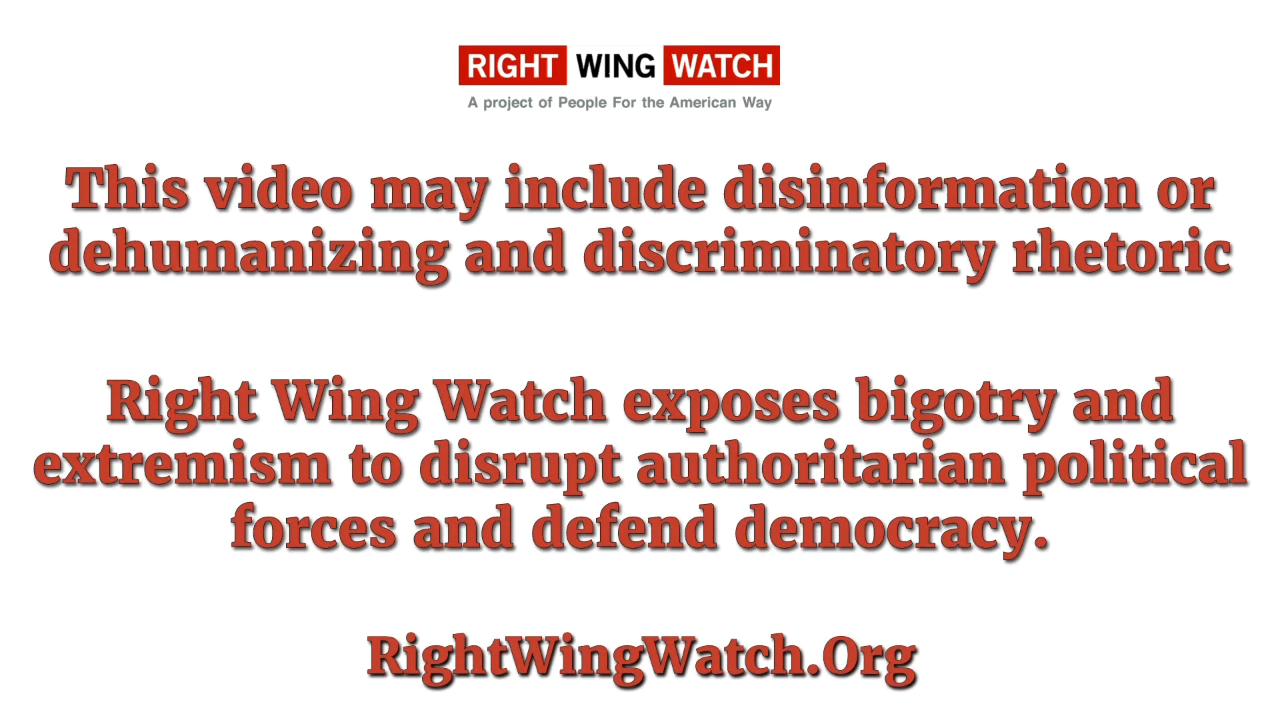 RIGHT WING WATCH
A project of People For the American Way
This video may include disinformation or
dehumanizing and discriminatory rhetoric
Right Wing Watch exposes bigotry and
extremism to disrupt authoritarian political
forces and defend democracy.
RightWingWatch.Org